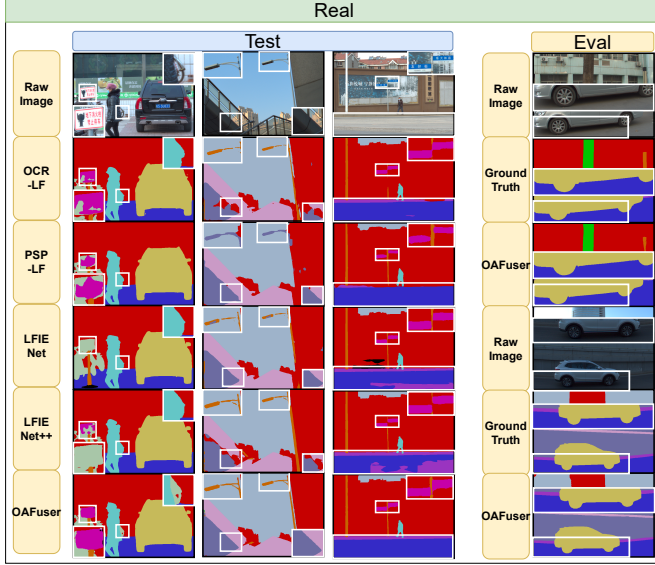 Real
Test
Eval
Raw
Image
OCR
-LF
PSP
-LF
LFIE
Net
LFIE
Net++
OAFuser
Raw
Image
Ground
Truth
OAFuser
Raw
Image
Ground
Truth
OAFuser